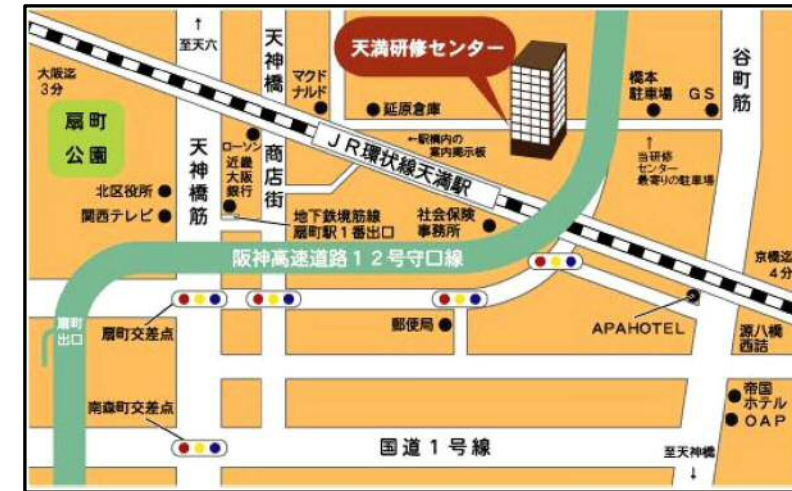 ↑
至天六
天神橋
商店街
マクド
ナルド
天満研修センター
橋本
駐車場
GS
谷町筋
大阪迄
3分
扇町
公園
延原倉庫
天神橋筋
ローソン
近畿
大阪
銀行
JR環状線天満駅
←駅構内の
案内掲示板
↑
当研修
センター
最寄りの駐車場
北区役所
関西テレビ
地下鉄堺筋線
扇町駅1番出口
社会保険
事務所
阪神高速道路12号守口線
京橋迄
4分
扇町
出口
扇町交差点
郵便局
APAHOTEL
源八橋
西詰
帝国
ホテル
OAP
南森町交差点
国道1号線
至天神橋
↓